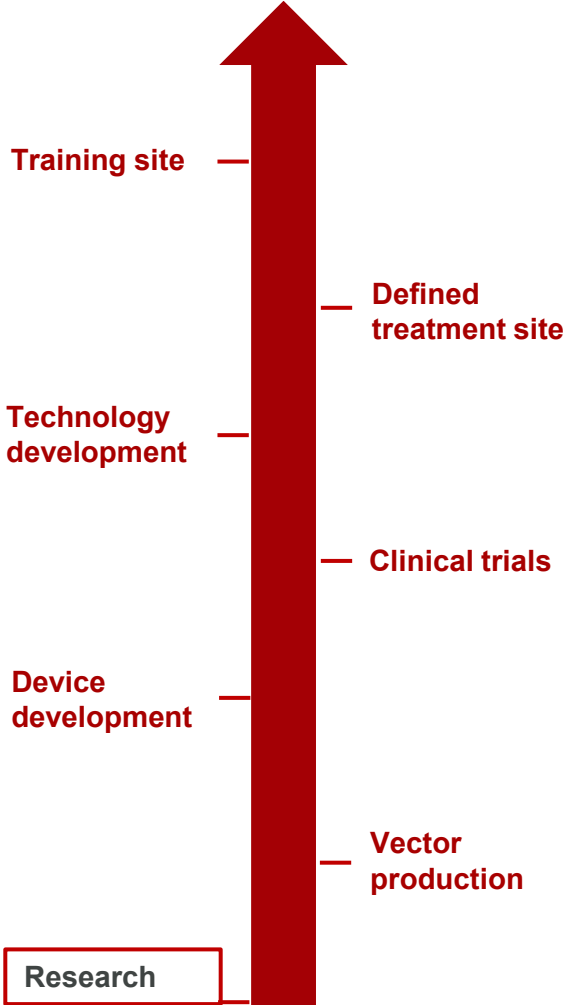 Training site
Defined
treatment site
Technology
development
Clinical trials
Device
development
Vector
production
Research